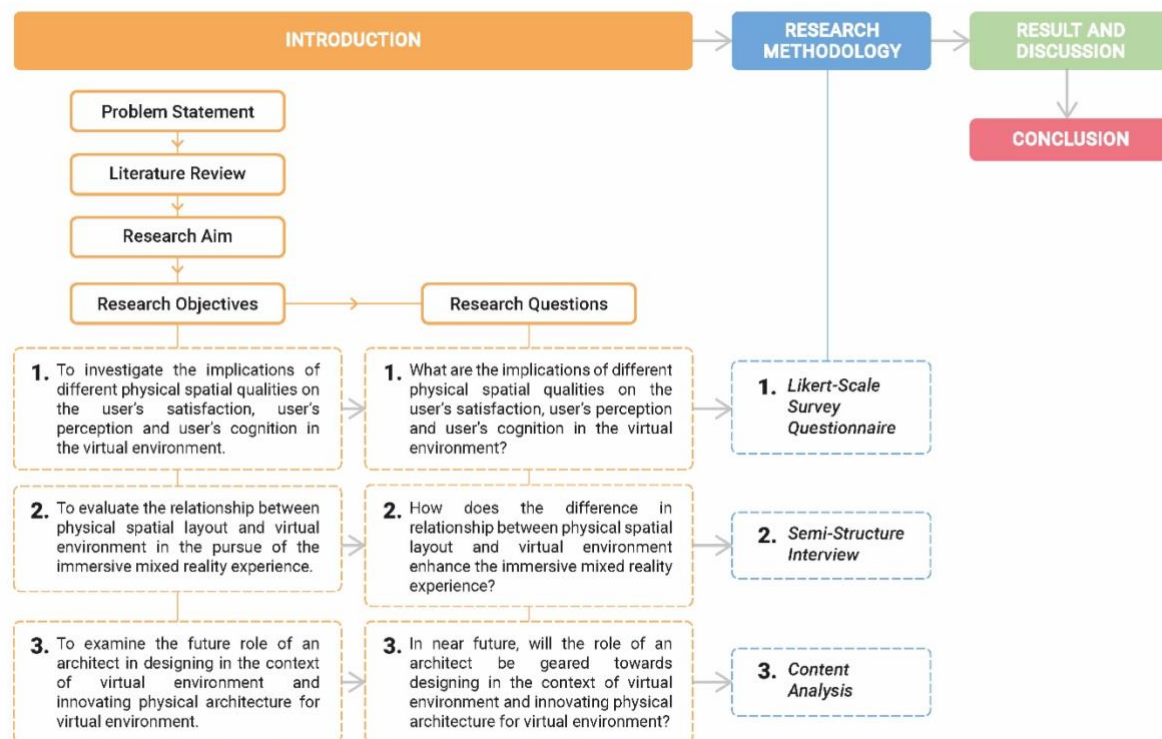 INTRODUCTION
RESEARCH
METHODOLOGY
RESULT AND
DISCUSSION
CONCLUSION
Problem Statement
Literature Review
Research Aim
Research Objectives
Research Questions
1. To investigate the implications of
different physical spatial qualities on
the user's satisfaction, user's
perception and user's cognition in
the virtual environment.
1. What are the implications of different
physical spatial qualities on the
user's satisfaction, user's perception
and user's cognition in the virtual
environment?
1. Likert-Scale
Survey
Questionnaire
2. To evaluate the relationship between
physical spatial layout and virtual
environment in the pursue of the
immersive mixed reality experience.
2. How does the difference in
relationship between physical spatial
layout and virtual environment
enhance the immersive mixed reality
experience?
2. Semi-Structure
Interview
3. To examine the future role of an
architect in designing in the context
of virtual environment and
innovating physical architecture for
virtual environment.
3. In near future, will the role of an
architect be geared towards
designing in the context of virtual
environment and innovating physical
architecture for virtual environment?
3. Content
Analysis